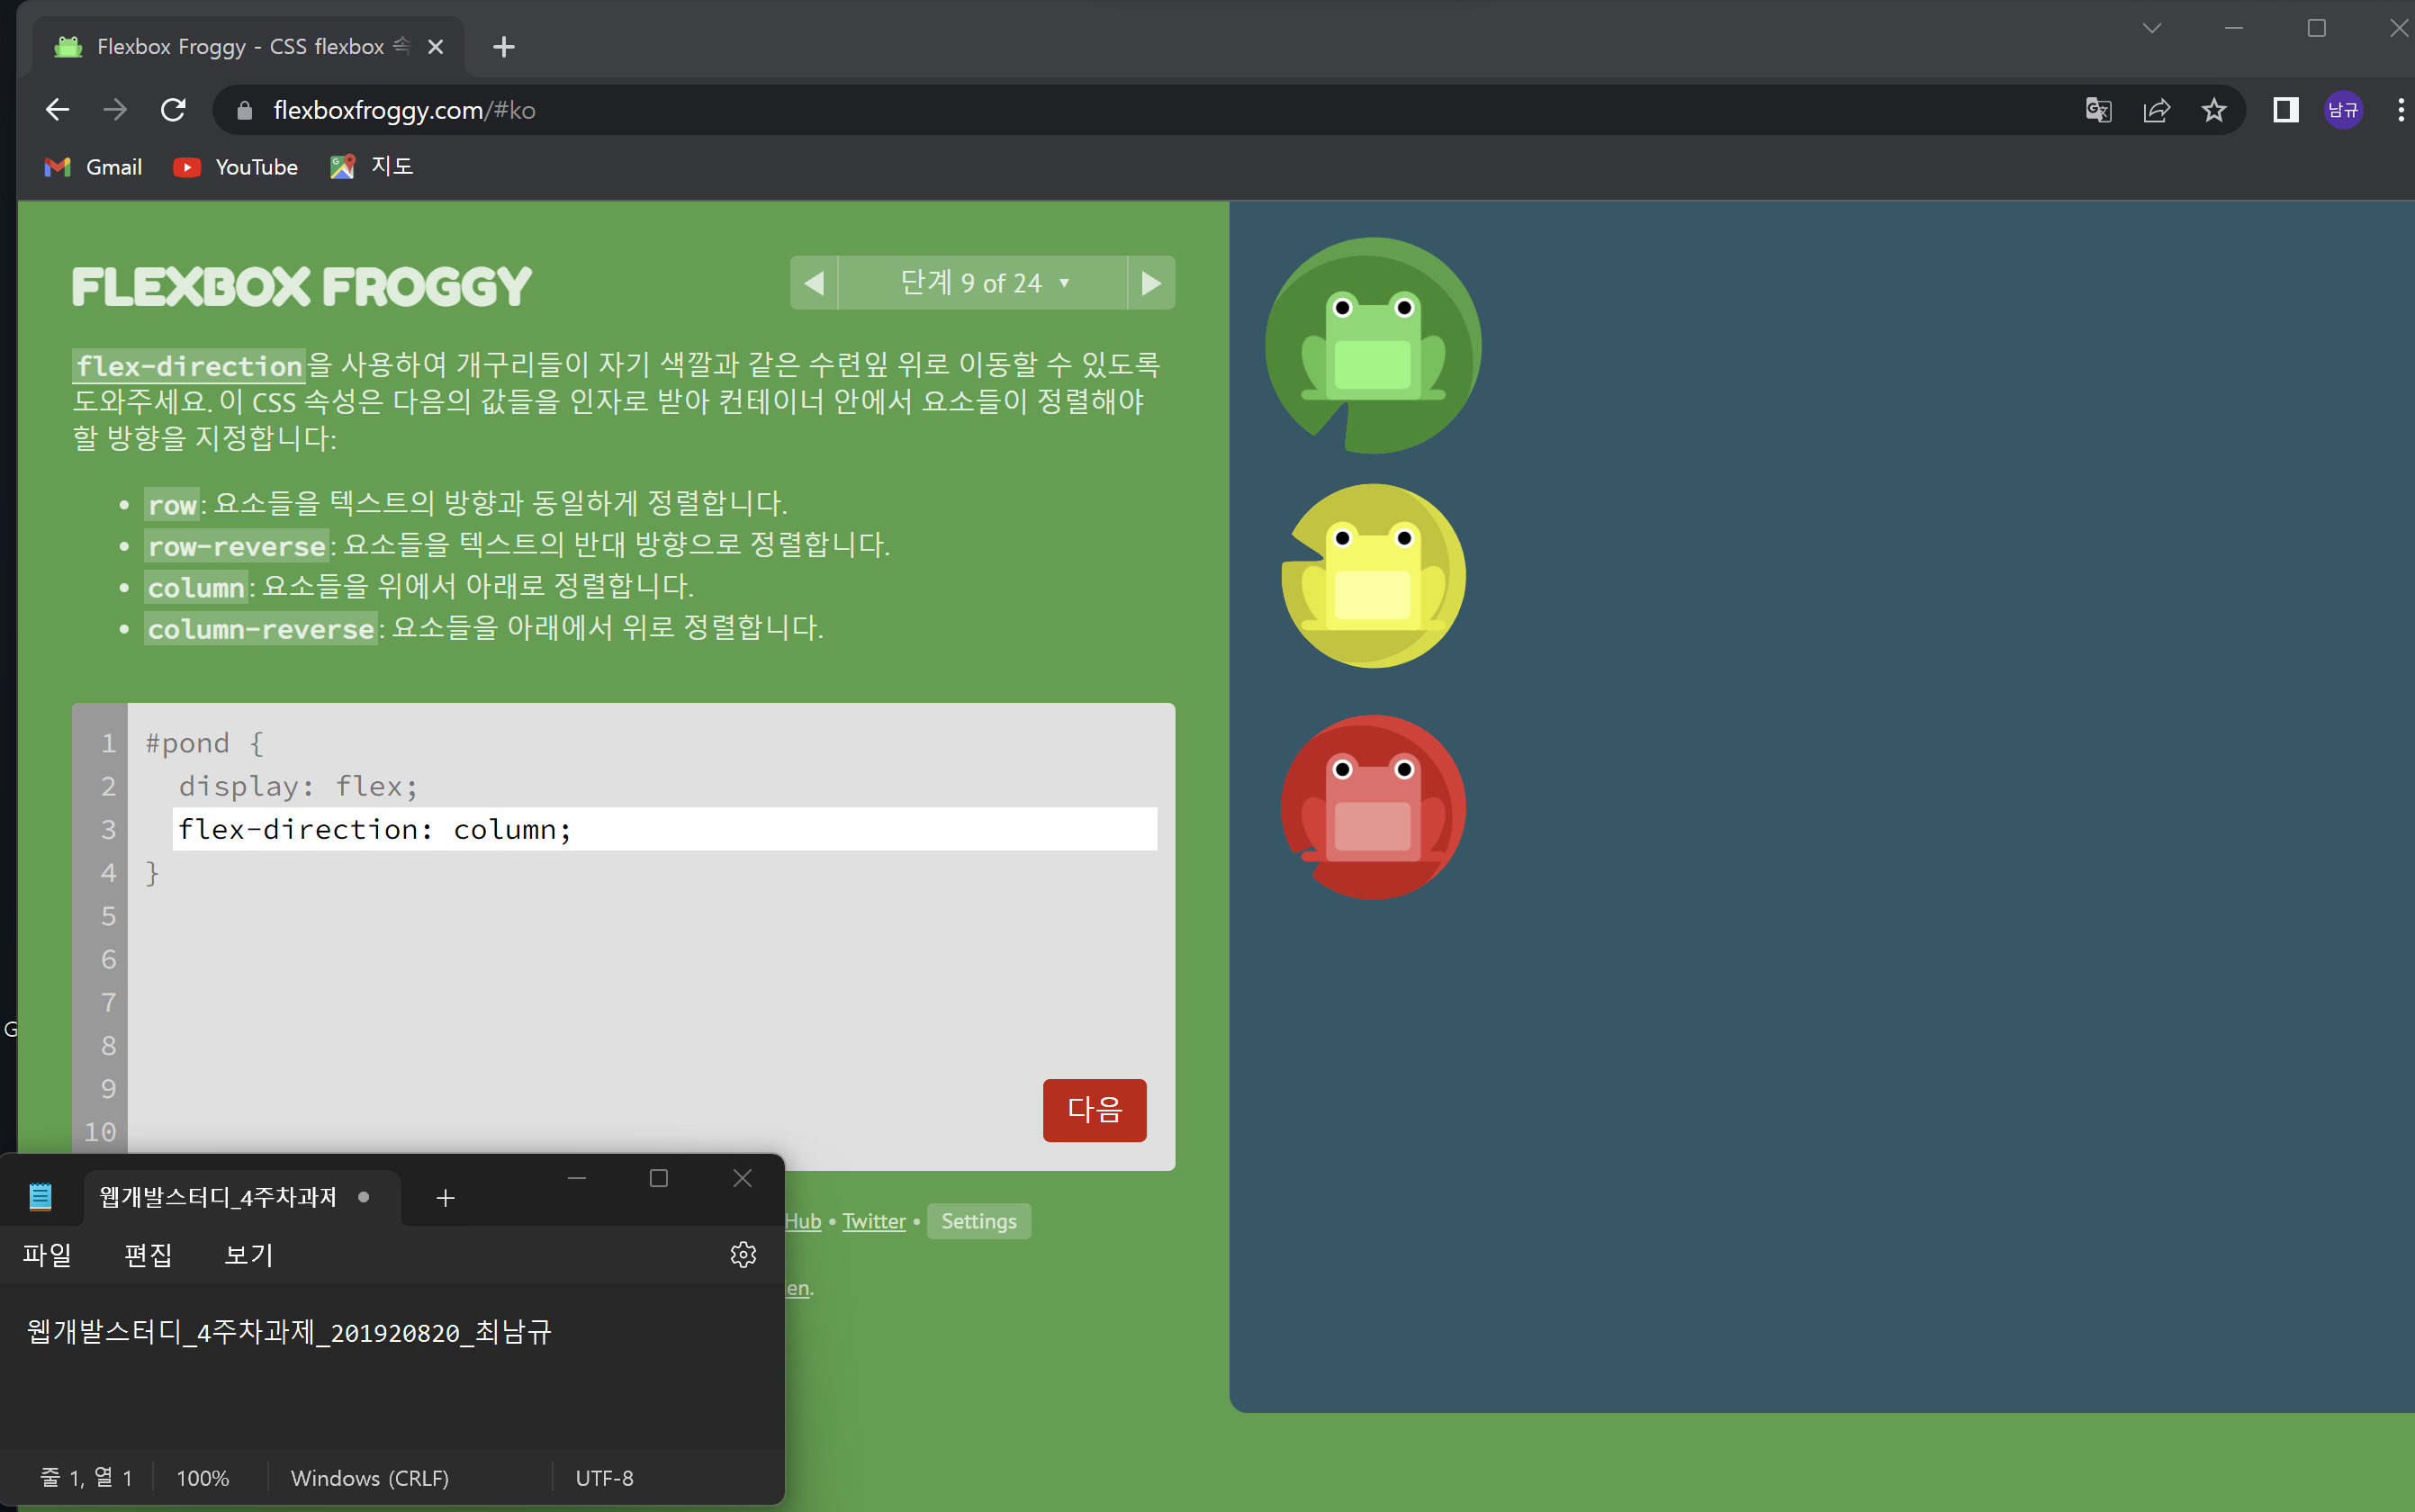 Flexbox Froggy - CSS flexbox 속
flexboxfroggy.com/#ko
남규
Gmail
YouTube
지도
FLEXBOX FROGGY
단계 9 of 24 ▼
flex-direction을 사용하여 개구리들이 자기 색깔과 같은 수련잎 위로 이동할 수 있도록
도와주세요. 이 CSS 속성은 다음의 값들을 인자로 받아 컨테이너 안에서 요소들이 정렬해야
할 방향을 지정합니다:
• row: 요소들을 텍스트의 방향과 동일하게 정렬합니다.
• row-reverse: 요소들을 텍스트의 반대 방향으로 정렬합니다.
• column: 요소들을 위에서 아래로 정렬합니다.
• column-reverse: 요소들을 아래에서 위로 정렬합니다.
1 #pond {
2 display: flex;
3 flex-direction: column;
4 }
5
6
7
8
9
10
다음
G
웹개발스터디_4주차과제
Hub • Twitter • Settings
파일 편집 보기
en.
웹개발스터디_4주차과제_201920820_최남규
줄 1, 열 1 100% Windows (CRLF) UTF-8